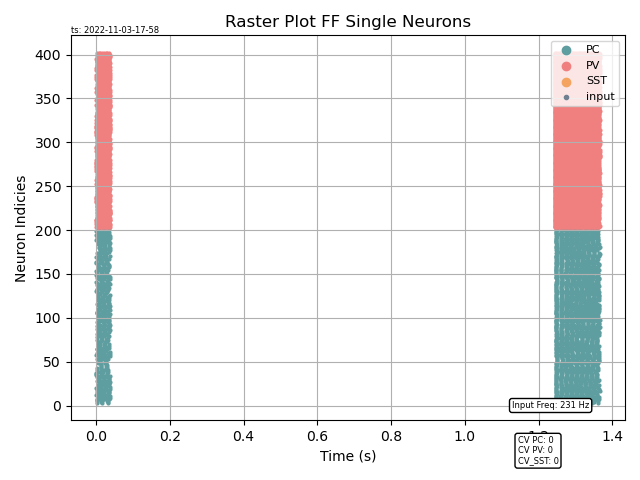 Raster Plot FF Single Neurons
ts: 2022-11-03-17-58
PC
PV
SST
input
400
350
300
250
200
150
100
50
0
Neuron Indicies
Input Freq: 231 Hz
0.0 0.2 0.4 0.6 0.8 1.0 1.2 1.4
Time (s)
CV PC: 0
CV PV: 0
CV_SST: 0